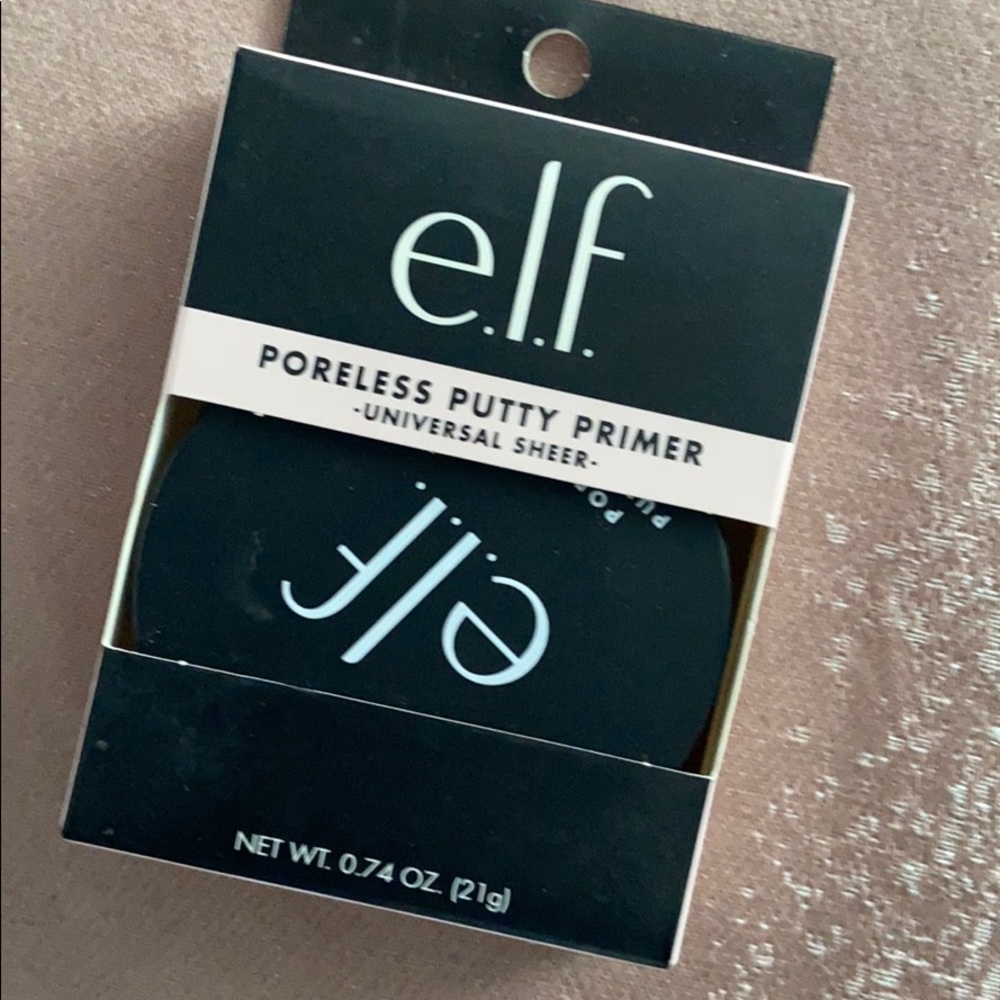 e.l.f.
PORELESS PUTTY PRIMER
-UNIVERSAL SHEER-
e.l.f.
NET WT. 0.74 OZ. (21g)